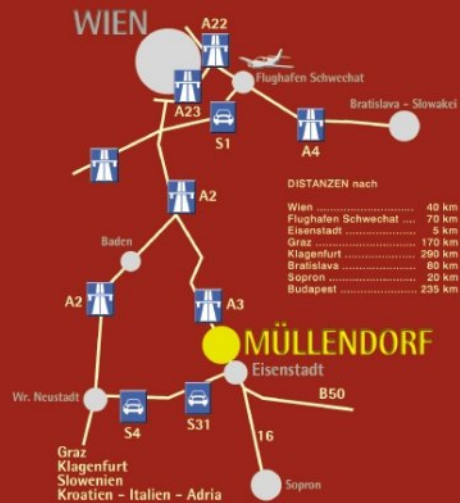 WIEN
A22
Flughafen Schwechat
A23
Bratislava - Slowakei
S1
A4
A2
DISTANZEN nach
Wien .................... 40 km
Flughafen Schwechat .... 70 km
Eisenstadt .............. 5 km
Graz .................... 170 km
Klagenfurt .............. 290 km
Bratislava .............. 80 km
Sopron .................. 20 km
Budapest ................ 235 km
Baden
A2
A3
MÜLLENDORF
Eisenstadt
Wr. Neustadt
B50
S4
S31
16
Graz
Klagenfurt
Slowenien
Kroatien - Italien - Adria
Sopron